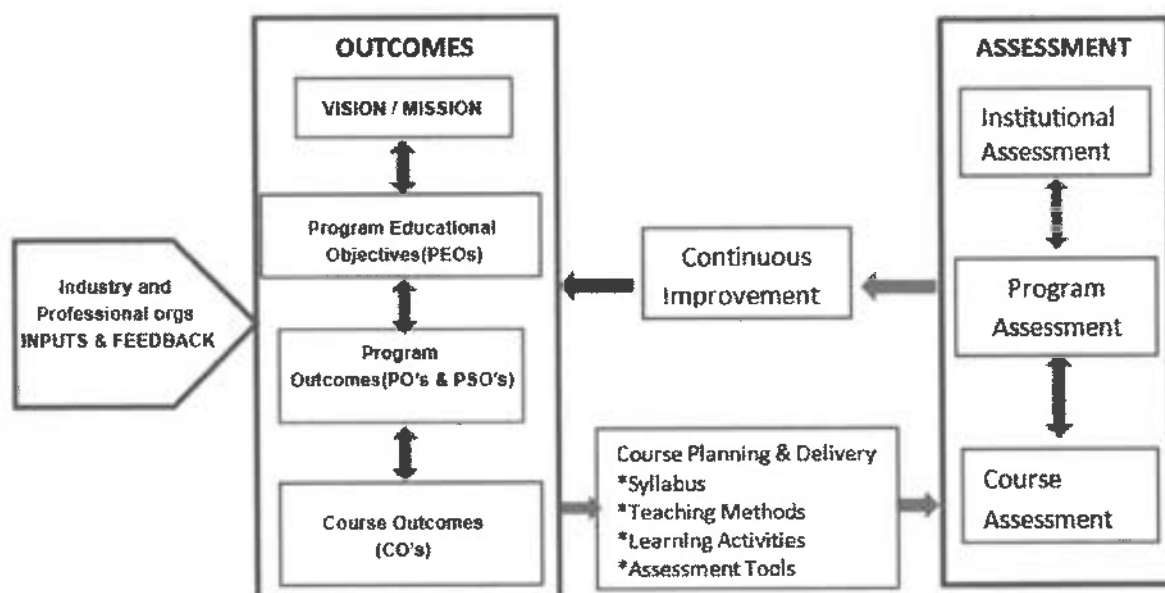 OUTCOMES
VISION / MISSION
Program Educational
Objectives(PEOs)
Program
Outcomes(PO's & PSO's)
Course Outcomes
(CO's)
Industry and
Professional orgs
INPUTS & FEEDBACK
Continuous
Improvement
Course Planning & Delivery
*Syllabus
*Teaching Methods
*Learning Activities
*Assessment Tools
ASSESSMENT
Institutional
Assessment
Program
Assessment
Course
Assessment